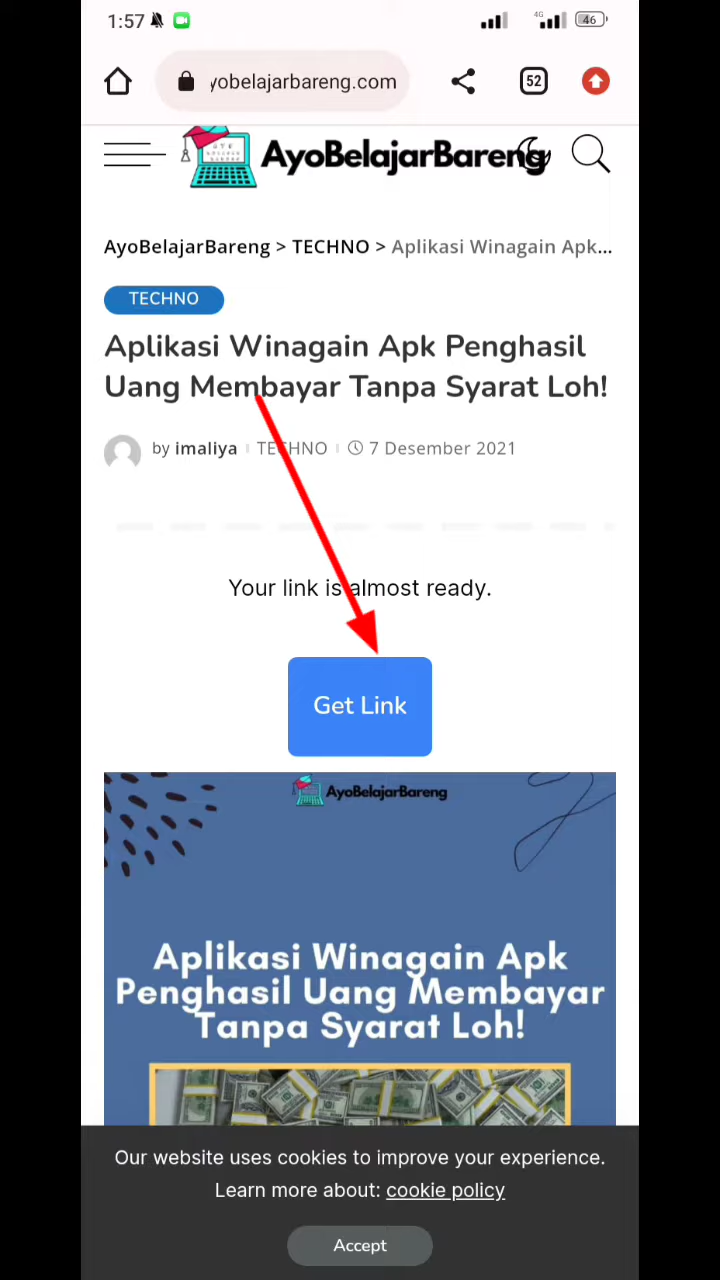 1:57
4G
46
yobelajarbareng.com
52
AyoBelajarBareng
AyoBelajarBareng > TECHNO > Aplikasi Winagain Apk...
TECHNO
Aplikasi Winagain Apk Penghasil
Uang Membayar Tanpa Syarat Loh!
by imaliya TECHNO 7 Desember 2021
Your link is almost ready.
Get Link
AyoBelajarBareng
Aplikasi Winagain Apk
Penghasil Uang Membayar
Tanpa Syarat Loh!
Our website uses cookies to improve your experience.
Learn more about: cookie policy
Accept